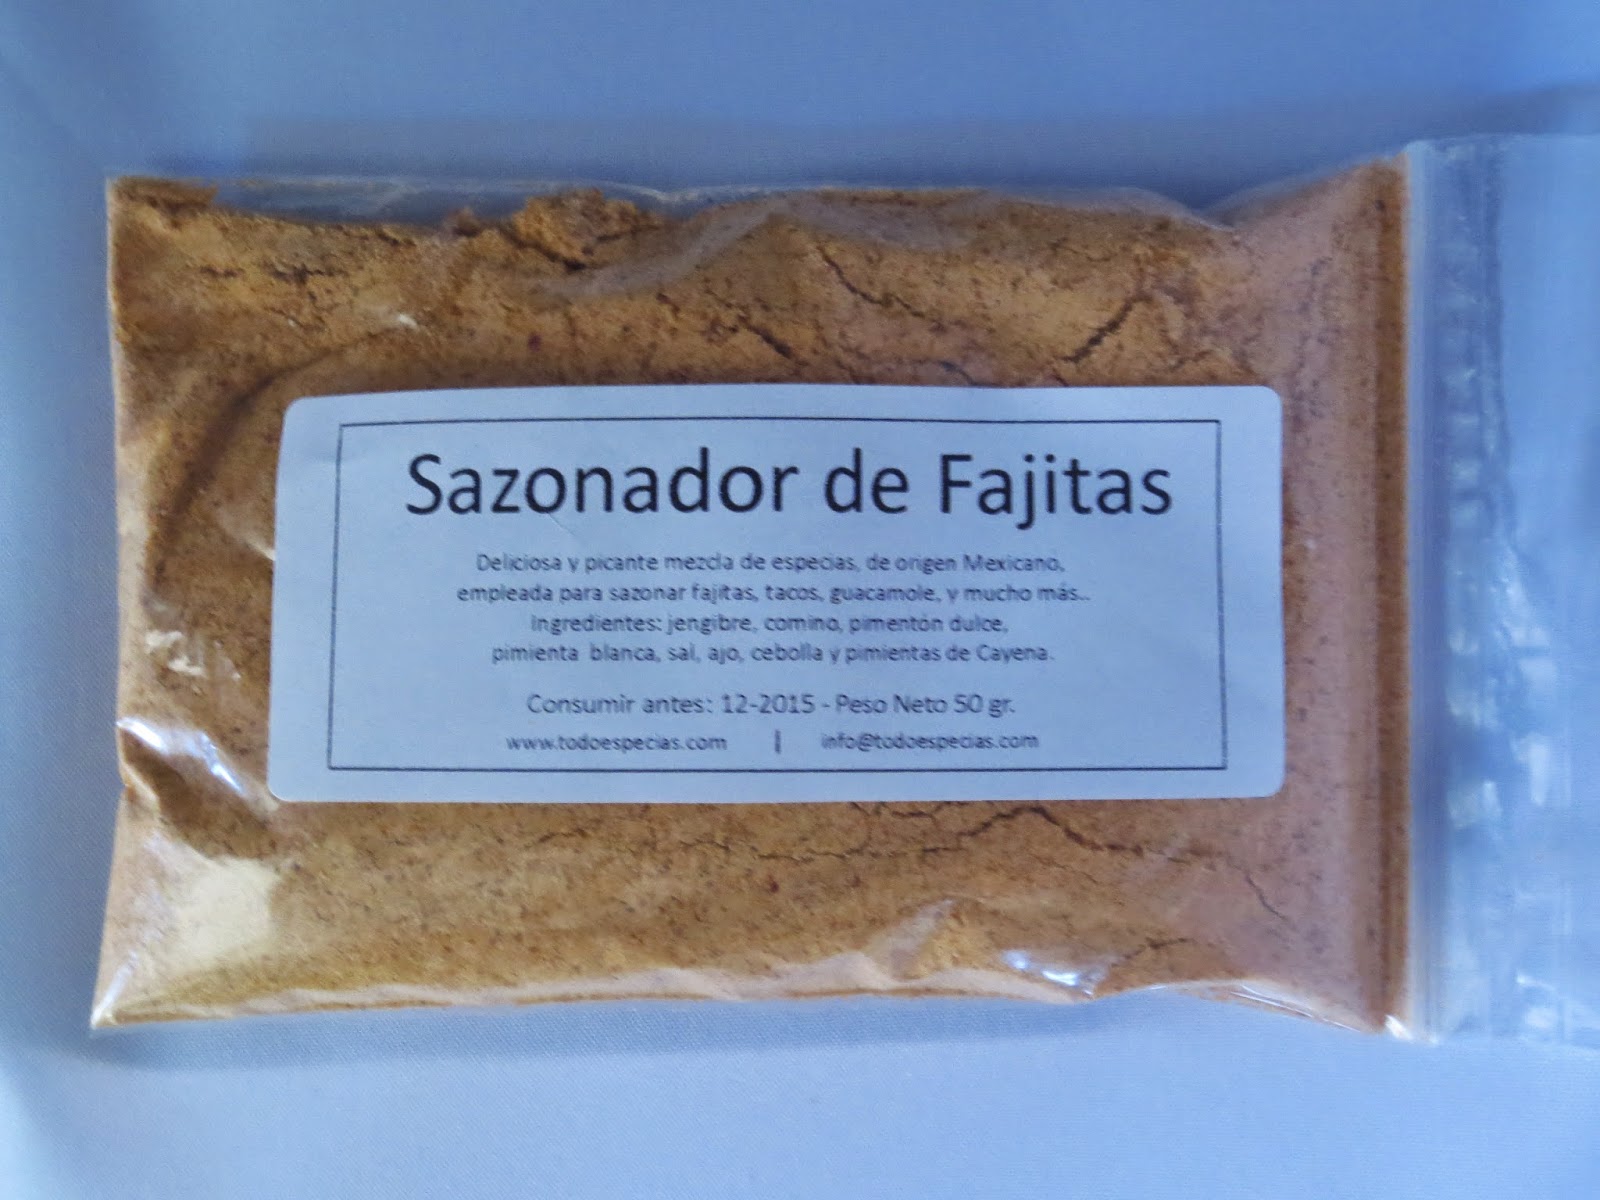 Sazonador de Fajitas
Deliciosa y picante mezcla de especias, de origen Mexicano,
empleada para sazonar fajitas, tacos, guacamole, y mucho más..
Ingredientes: jengibre, comino, pimentón dulce,
pimienta blanca, sal, ajo, cebolla y pimientas de Cayena.
Consumir antes: 12-2015 - Peso Neto 50 gr.
www.todoespecias.com | info@todoespecias.com